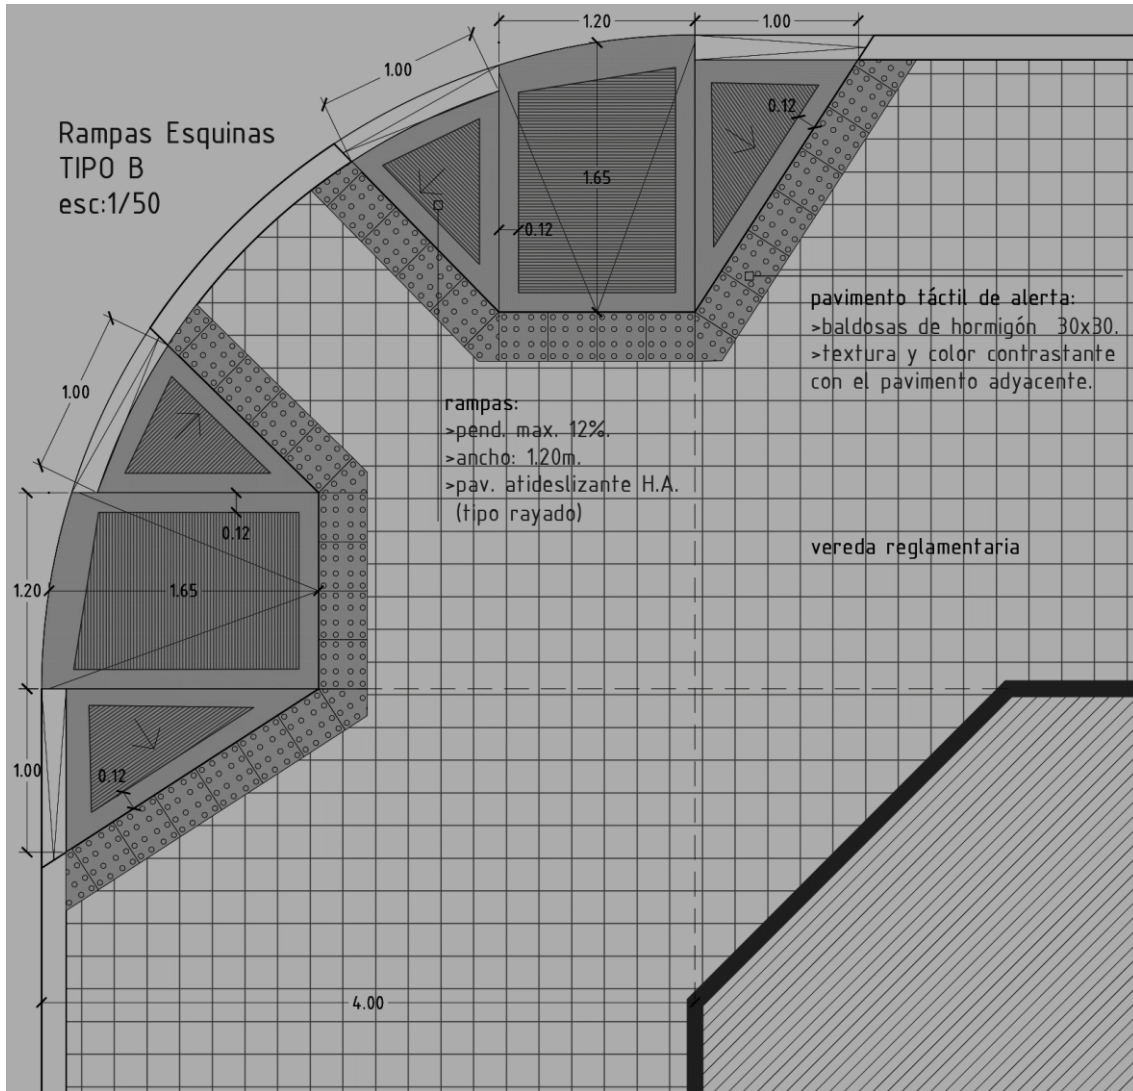 1.20
1.00
1.00
Rampas Esquinas
TIPO B
esc:1/50
0.12
1.65
0.12
pavimento táctil de alerta:
>baldosas de hormigón 30x30.
>textura y color contrastante
con el pavimento adyacente.
1.00
rampas:
>pend. max. 12%.
>ancho: 1.20m.
>pav. atideslizante H.A.
(tipo rayado)
0.12
vereda reglamentaria
1.20
1.65
1.00
0.12
4.00